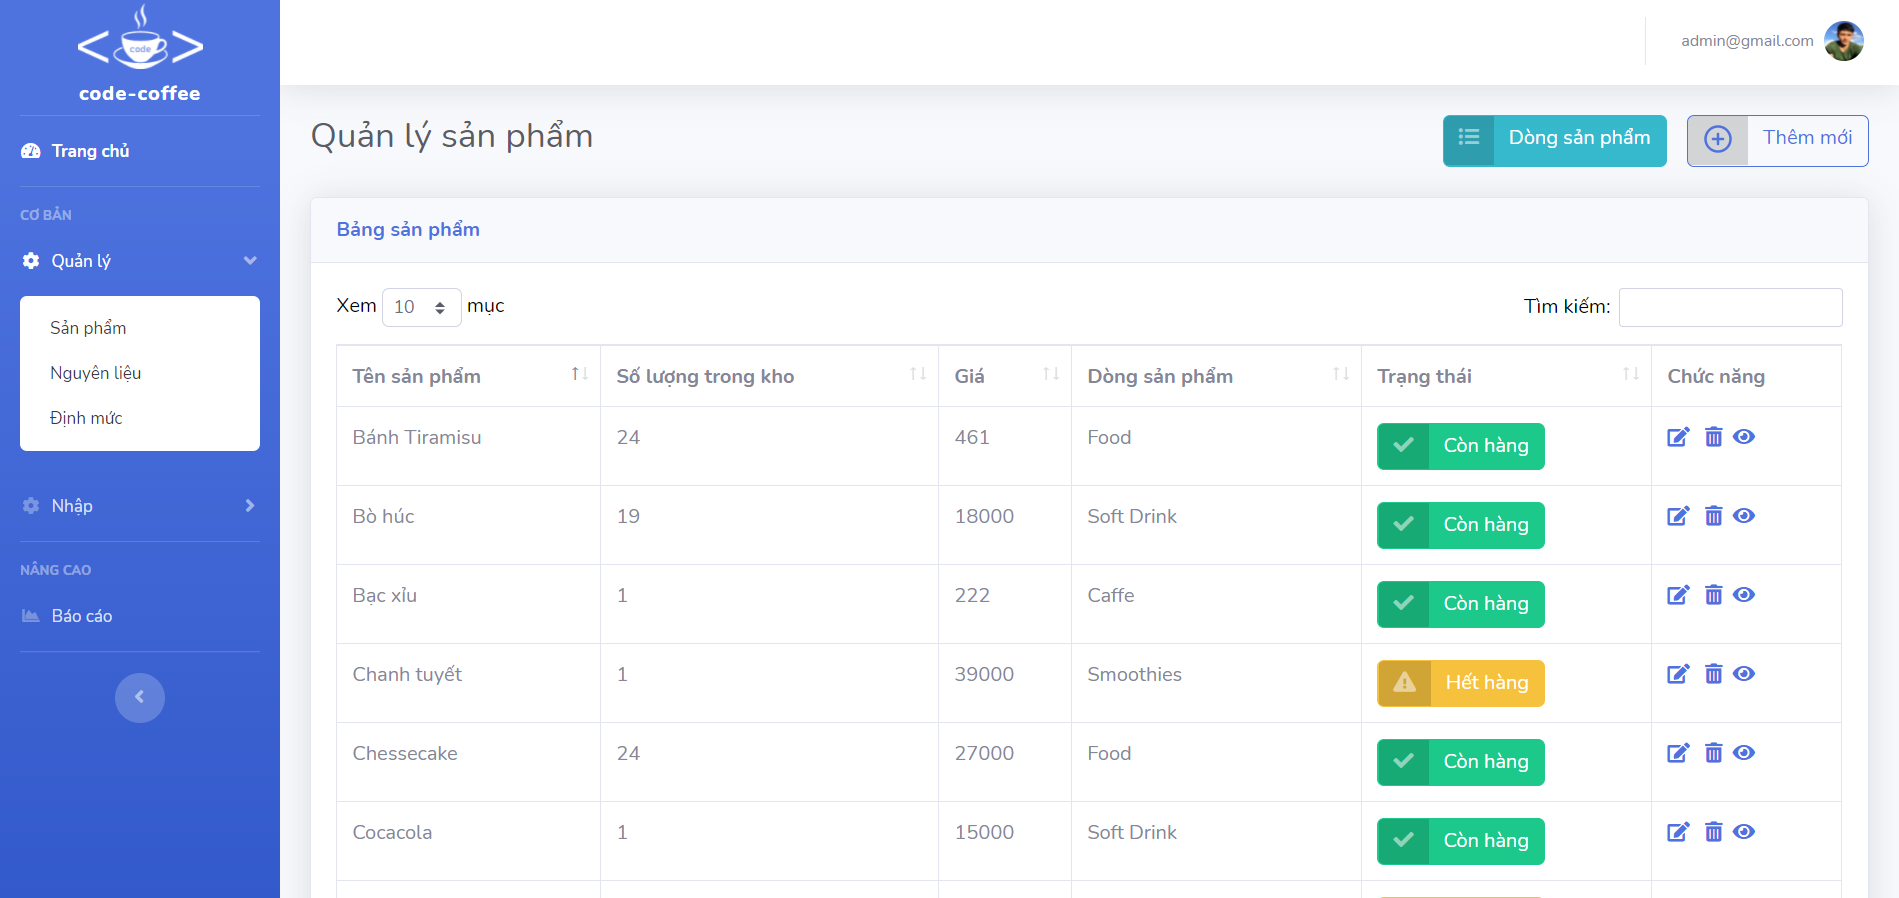 code
code-coffee
Trang chủ
CƠ BẢN
Quản lý
Sản phẩm
Nguyên liệu
Định mức
Nhập
NÂNG CAO
Báo cáo
admin@gmail.com
Quản lý sản phẩm
Dòng sản phẩm
Thêm mới
Bảng sản phẩm
Xem 10 mục
Tìm kiếm:
Tên sản phẩm Số lượng trong kho Giá Dòng sản phẩm Trạng thái Chức năng
Bánh Tiramisu 24 461 Food Còn hàng
Bò húc 19 18000 Soft Drink Còn hàng
Bạc xỉu 1 222 Caffe Còn hàng
Chanh tuyết 1 39000 Smoothies Hết hàng
Chessecake 24 27000 Food Còn hàng
Cocacola 1 15000 Soft Drink Còn hàng